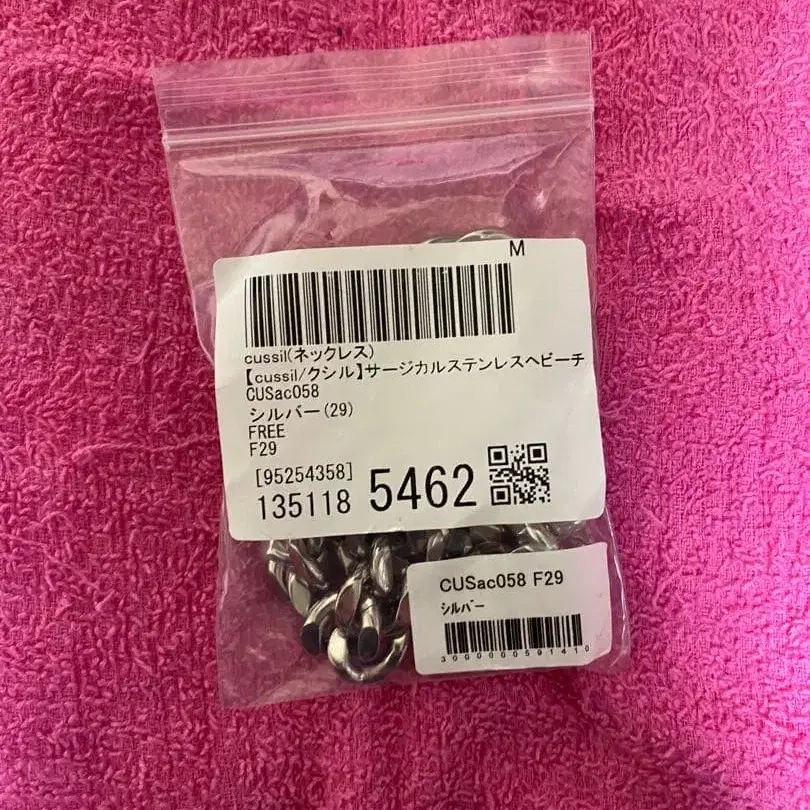 M
cussil(ネックレス)
【cussil/クシル】サージカルステンレスヘビーチ
CUSac058
シルバー(29)
FREE
F29
[95254358]
135118 5462
CUSac058 F29
シルバー
3000000591410